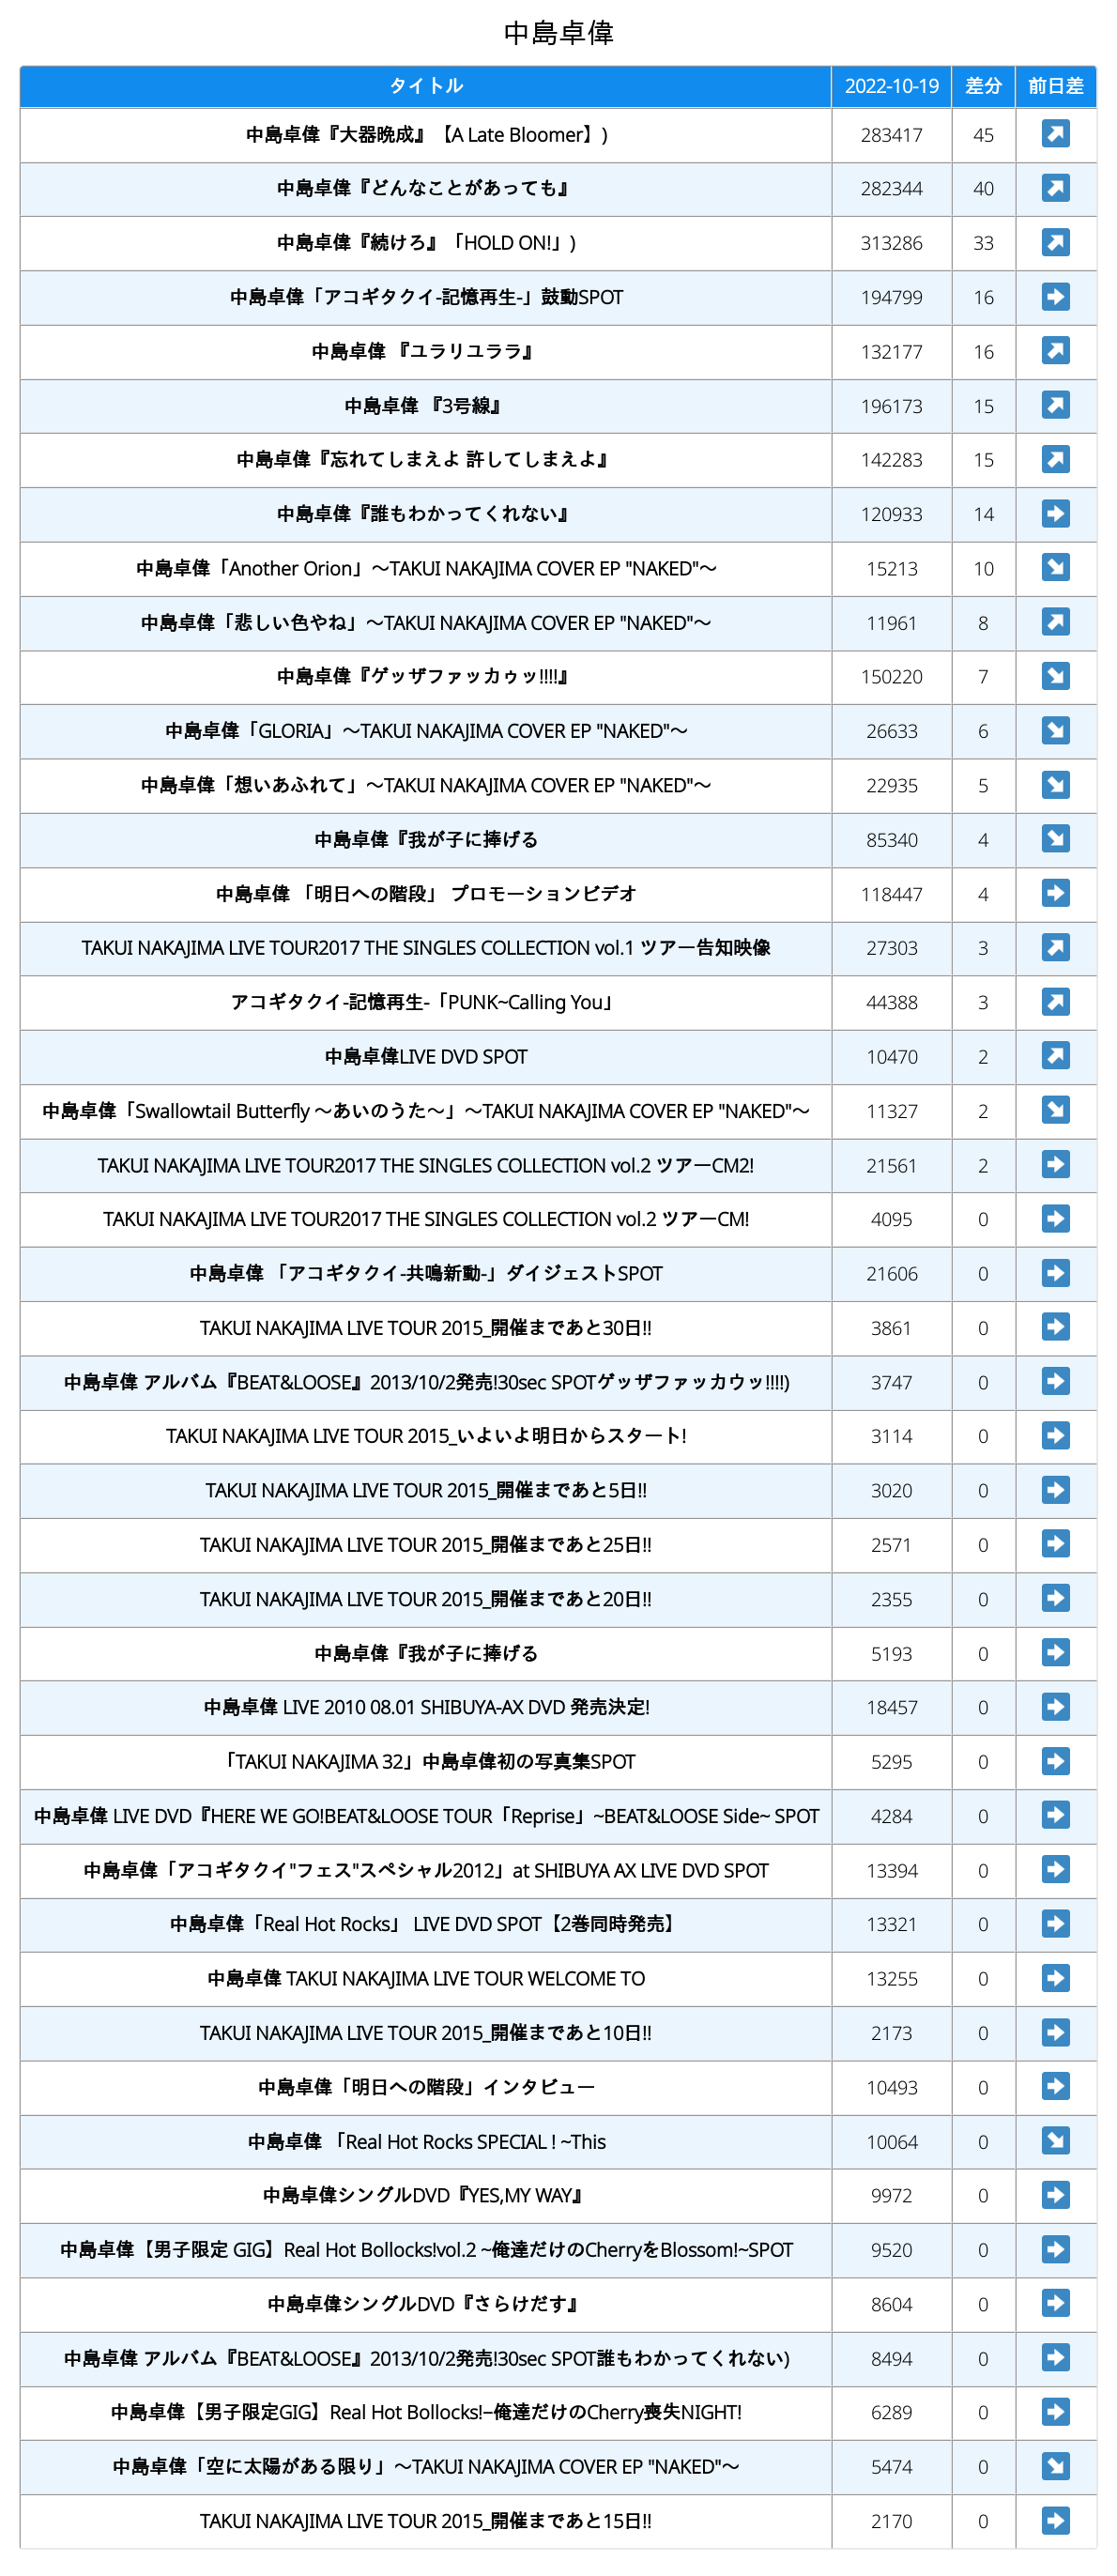 中島卓偉
タイトル 2022-10-19 差分 前日差
中島卓偉『大器晩成』【A Late Bloomer】) 283417 45 ↗
中島卓偉『どんなことがあっても』 282344 40 ↗
中島卓偉『続けろ』「HOLD ON!」) 313286 33 ↗
中島卓偉「アコギタクイ-記憶再生-」鼓動SPOT 194799 16 ➡
中島卓偉 『ユラリユララ』 132177 16 ↗
中島卓偉 『3号線』 196173 15 ↗
中島卓偉『忘れてしまえよ 許してしまえよ』 142283 15 ↗
中島卓偉『誰もわかってくれない』 120933 14 ➡
中島卓偉「Another Orion」〜TAKUI NAKAJIMA COVER EP "NAKED"〜 15213 10 ↘
中島卓偉「悲しい色やね」〜TAKUI NAKAJIMA COVER EP "NAKED"〜 11961 8 ↗
中島卓偉『ゲッザファッカゥッ!!!!』 150220 7 ↘
中島卓偉「GLORIA」〜TAKUI NAKAJIMA COVER EP "NAKED"〜 26633 6 ↘
中島卓偉「想いあふれて」〜TAKUI NAKAJIMA COVER EP "NAKED"〜 22935 5 ↘
中島卓偉『我が子に捧げる 85340 4 ↘
中島卓偉 「明日への階段」 プロモーションビデオ 118447 4 ➡
TAKUI NAKAJIMA LIVE TOUR2017 THE SINGLES COLLECTION vol.1 ツアー告知映像 27303 3 ↗
アコギタクイ-記憶再生-「PUNK~Calling You」 44388 3 ↗
中島卓偉LIVE DVD SPOT 10470 2 ↗
中島卓偉「Swallowtail Butterfly 〜あいのうた〜」〜TAKUI NAKAJIMA COVER EP "NAKED"〜 11327 2 ↘
TAKUI NAKAJIMA LIVE TOUR2017 THE SINGLES COLLECTION vol.2 ツアーCM2! 21561 2 ➡
TAKUI NAKAJIMA LIVE TOUR2017 THE SINGLES COLLECTION vol.2 ツアーCM! 4095 0 ➡
中島卓偉 「アコギタクイ-共鳴新動-」ダイジェストSPOT 21606 0 ➡
TAKUI NAKAJIMA LIVE TOUR 2015_開催まであと30日!! 3861 0 ➡
中島卓偉 アルバム『BEAT&LOOSE』2013/10/2発売!30sec SPOTゲッザファッカウッ!!!!) 3747 0 ➡
TAKUI NAKAJIMA LIVE TOUR 2015_いよいよ明日からスタート! 3114 0 ➡
TAKUI NAKAJIMA LIVE TOUR 2015_開催まであと5日!! 3020 0 ➡
TAKUI NAKAJIMA LIVE TOUR 2015_開催まであと25日!! 2571 0 ➡
TAKUI NAKAJIMA LIVE TOUR 2015_開催まであと20日!! 2355 0 ➡
中島卓偉『我が子に捧げる 5193 0 ➡
中島卓偉 LIVE 2010 08.01 SHIBUYA-AX DVD 発売決定! 18457 0 ➡
「TAKUI NAKAJIMA 32」中島卓偉初の写真集SPOT 5295 0 ➡
中島卓偉 LIVE DVD『HERE WE GO!BEAT&LOOSE TOUR「Reprise」~BEAT&LOOSE Side~ SPOT 4284 0 ➡
中島卓偉「アコギタクイ"フェス"スペシャル2012」at SHIBUYA AX LIVE DVD SPOT 13394 0 ➡
中島卓偉「Real Hot Rocks」 LIVE DVD SPOT【2巻同時発売】 13321 0 ➡
中島卓偉 TAKUI NAKAJIMA LIVE TOUR WELCOME TO 13255 0 ➡
TAKUI NAKAJIMA LIVE TOUR 2015_開催まであと10日!! 2173 0 ➡
中島卓偉「明日への階段」インタビュー 10493 0 ➡
中島卓偉 「Real Hot Rocks SPECIAL ! ~This 10064 0 ↘
中島卓偉シングルDVD『YES,MY WAY』 9972 0 ➡
中島卓偉【男子限定 GIG】Real Hot Bollocks!vol.2 ~俺達だけのCherryをBlossom!~SPOT 9520 0 ➡
中島卓偉シングルDVD『さらけだす』 8604 0 ➡
中島卓偉 アルバム『BEAT&LOOSE』2013/10/2発売!30sec SPOT誰もわかってくれない) 8494 0 ➡
中島卓偉【男子限定GIG】Real Hot Bollocks!−俺達だけのCherry喪失NIGHT! 6289 0 ➡
中島卓偉「空に太陽がある限り」〜TAKUI NAKAJIMA COVER EP "NAKED"〜 5474 0 ↘
TAKUI NAKAJIMA LIVE TOUR 2015_開催まであと15日!! 2170 0 ➡